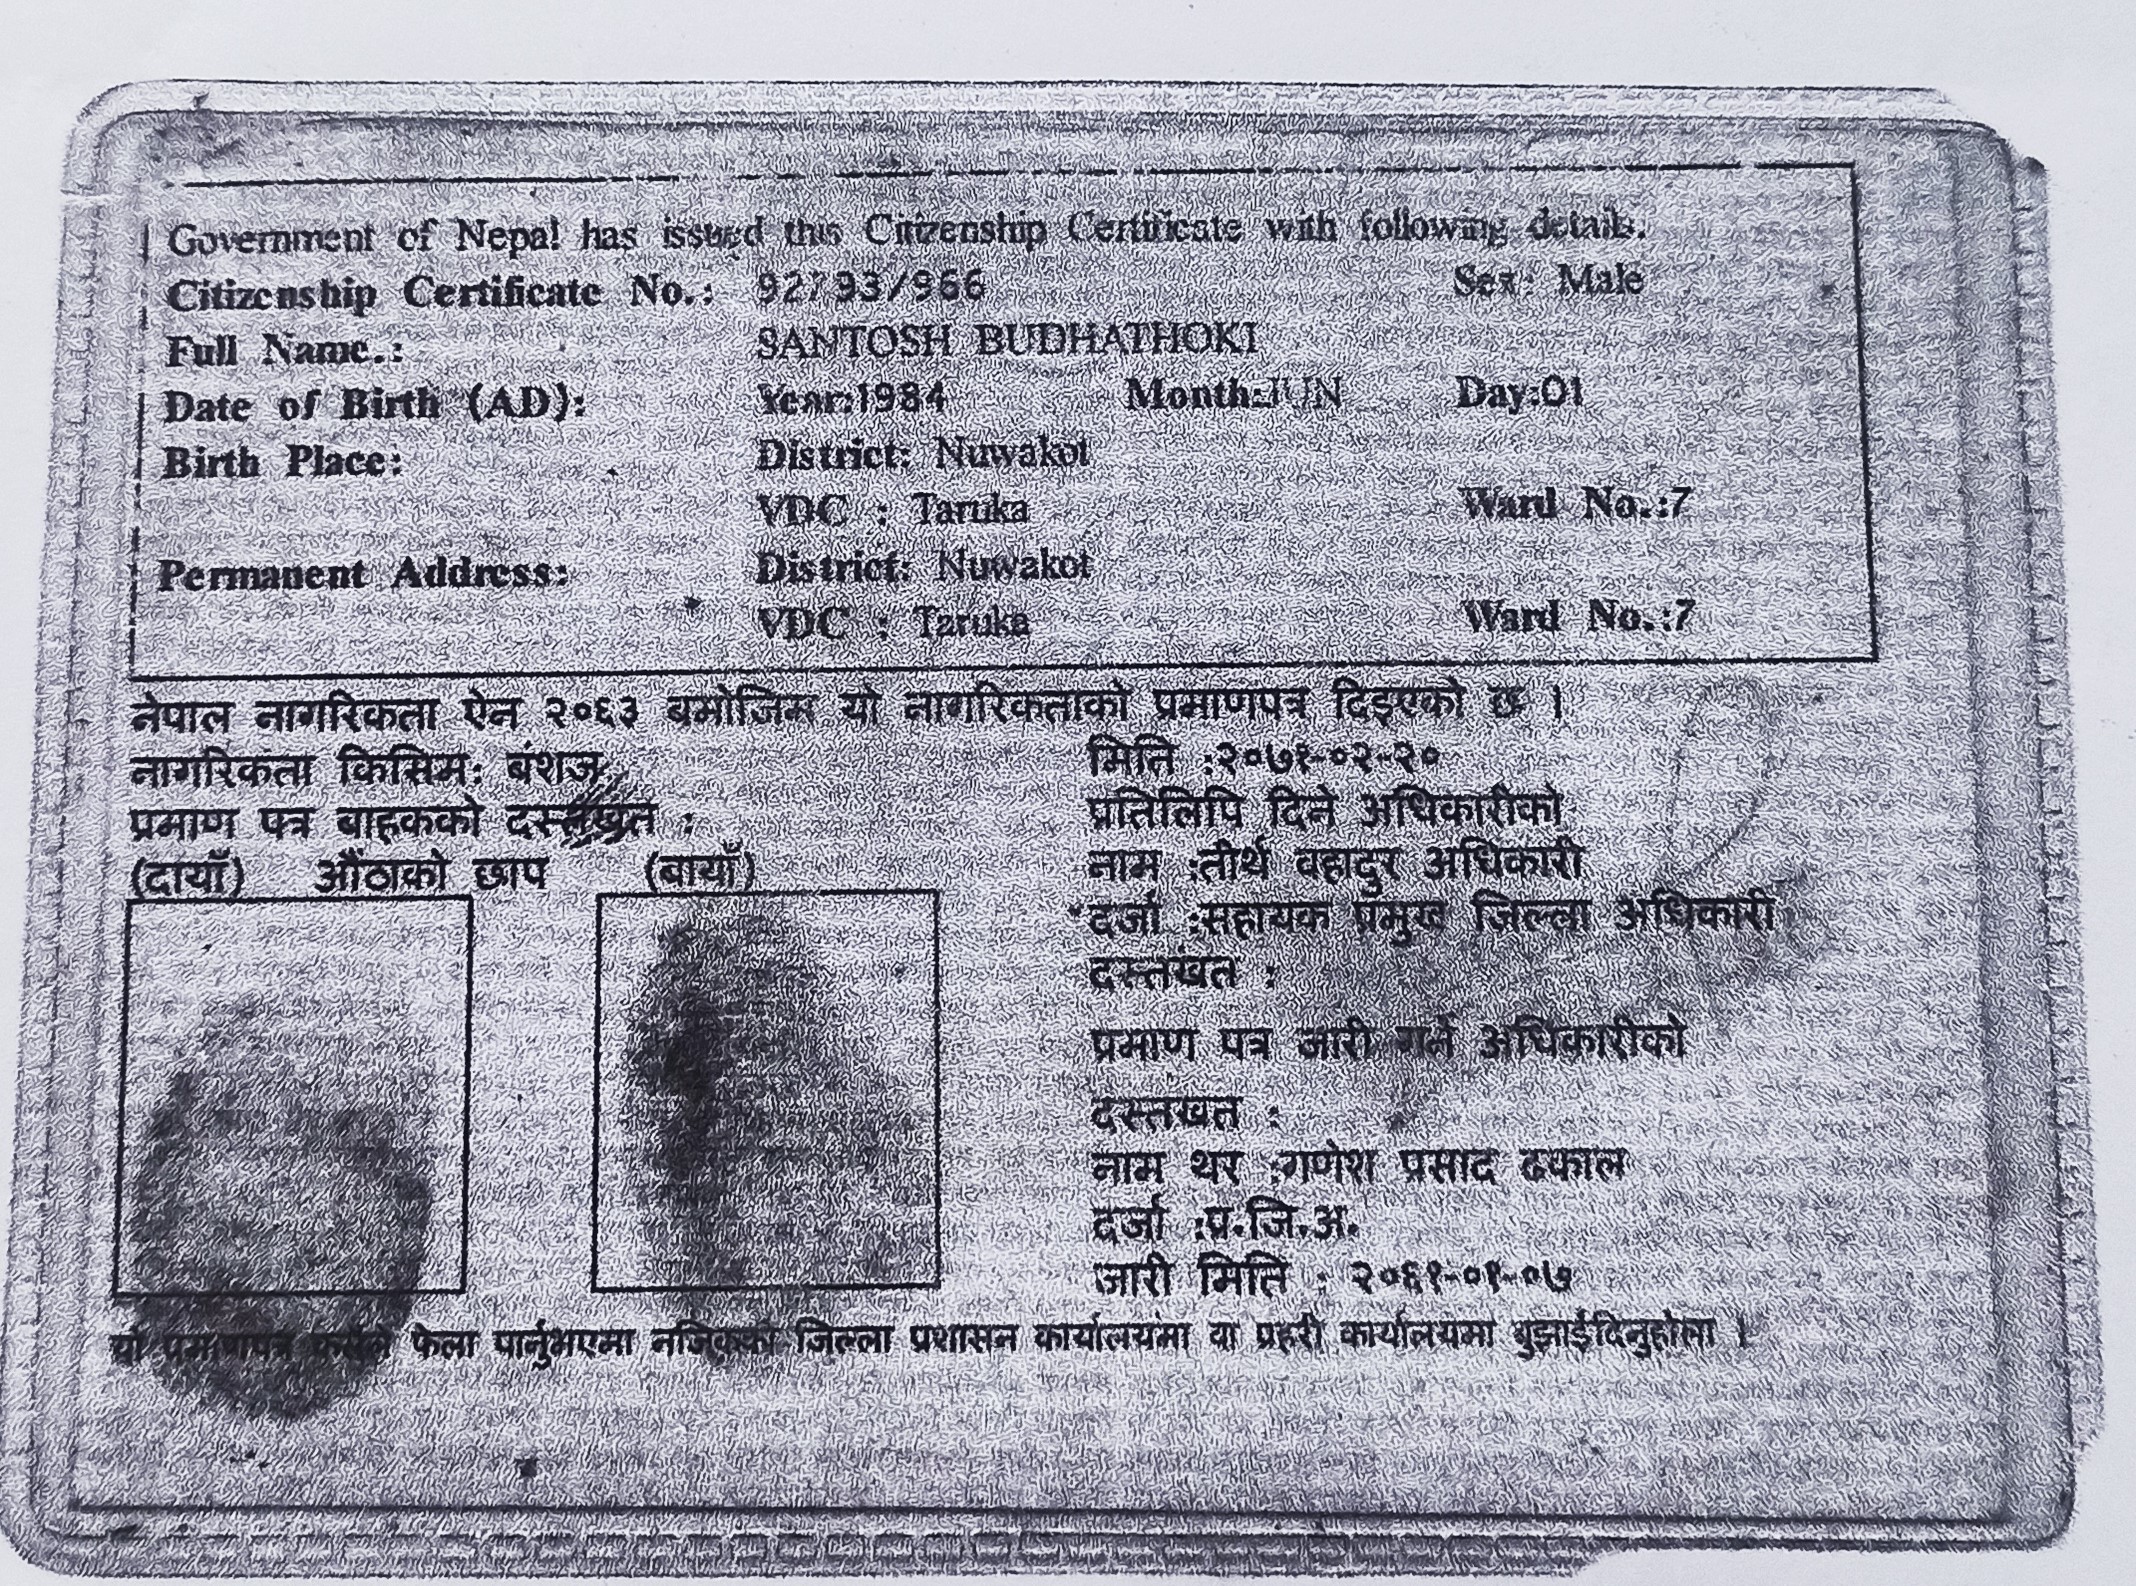 Government of Nepal has issued this Citizenship Certificate with following details.
Citizenship Certificate No.: 92793/966 Sex: Male
Full Name.: SANTOSH BUDHATHOKI
Date of Birth (AD): Year:1984 Month:JUN Day:01
Birth Place: District: Nuwakot
VDC : Taruka Ward No.:7
Permanent Address: District: Nuwakot
VDC : Taruka Ward No.:7
नेपाल नागरिकता ऐन २०६३ बमोजिम यो नागरिकताको प्रमाणपत्र दिइएको छ ।
नागरिकता किसिम: बंशज
प्रमाण पत्र बाहकको दस्तखत :
(दायाँ) औंठाको छाप (बायाँ)
मिति :२०७१-०२-२०
प्रतिलिपि दिने अधिकारीको
नाम :तीर्थ बहादुर अधिकारी
दर्जा :सहायक प्रमुख जिल्ला अधिकारी
दस्तखत :
प्रमाण पत्र जारी गर्ने अधिकारीको
दस्तखत :
नाम थर :गणेश प्रसाद ढकाल
दर्जा :प्र.जि.अ.
जारी मिति : २०६१-०१-०७
यो प्रमाणपत्र कसैले फेला पार्नुभएमा नजिकको जिल्ला प्रशासन कार्यालयमा वा प्रहरी कार्यालयमा बुझाईदिनुहोला ।